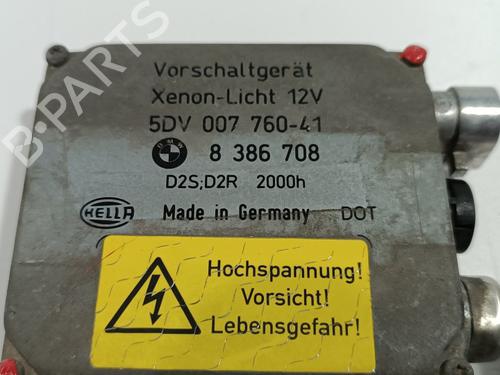 Vorschaltgerät
Xenon-Licht 12V
5DV 007 760-41
BMW 8 386 708
D2S;D2R 2000h
HELLA Made in Germany DOT
Hochspannung!
Vorsicht!
Lebensgefahr!
B-PARTS